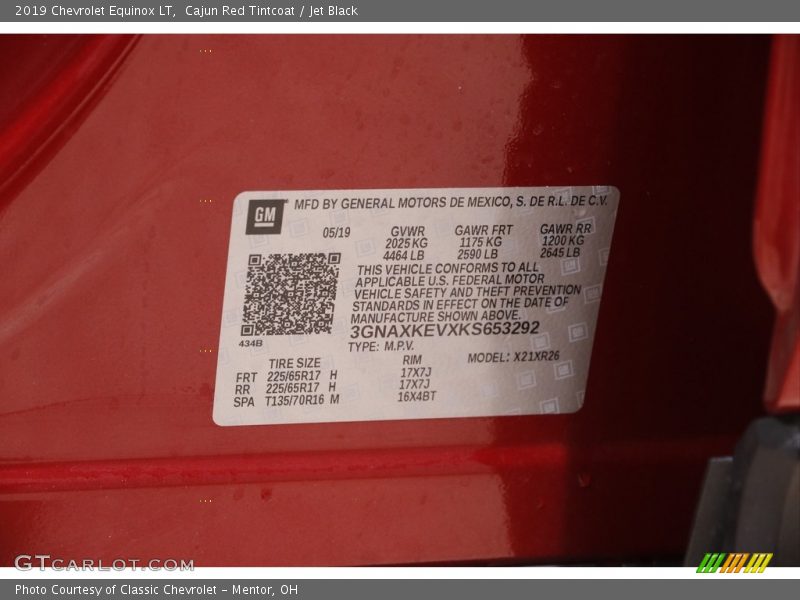 2019 Chevrolet Equinox LT, Cajun Red Tintcoat / Jet Black
GM MFD BY GENERAL MOTORS DE MEXICO, S. DE R.L. DE C.V.
05/19 GVWR GAWR FRT GAWR RR
2025 KG 1175 KG 1200 KG
4464 LB 2590 LB 2645 LB
THIS VEHICLE CONFORMS TO ALL
APPLICABLE U.S. FEDERAL MOTOR
VEHICLE SAFETY AND THEFT PREVENTION
STANDARDS IN EFFECT ON THE DATE OF
MANUFACTURE SHOWN ABOVE.
3GNAXKEVXKS653292
434B TYPE: M.P.V. MODEL: X21XR26
TIRE SIZE RIM
FRT 225/65R17 H 17X7J
RR 225/65R17 H 17X7J
SPA T135/70R16 M 16X4BT
GTCARLOT.COM
Photo Courtesy of Classic Chevrolet - Mentor, OH